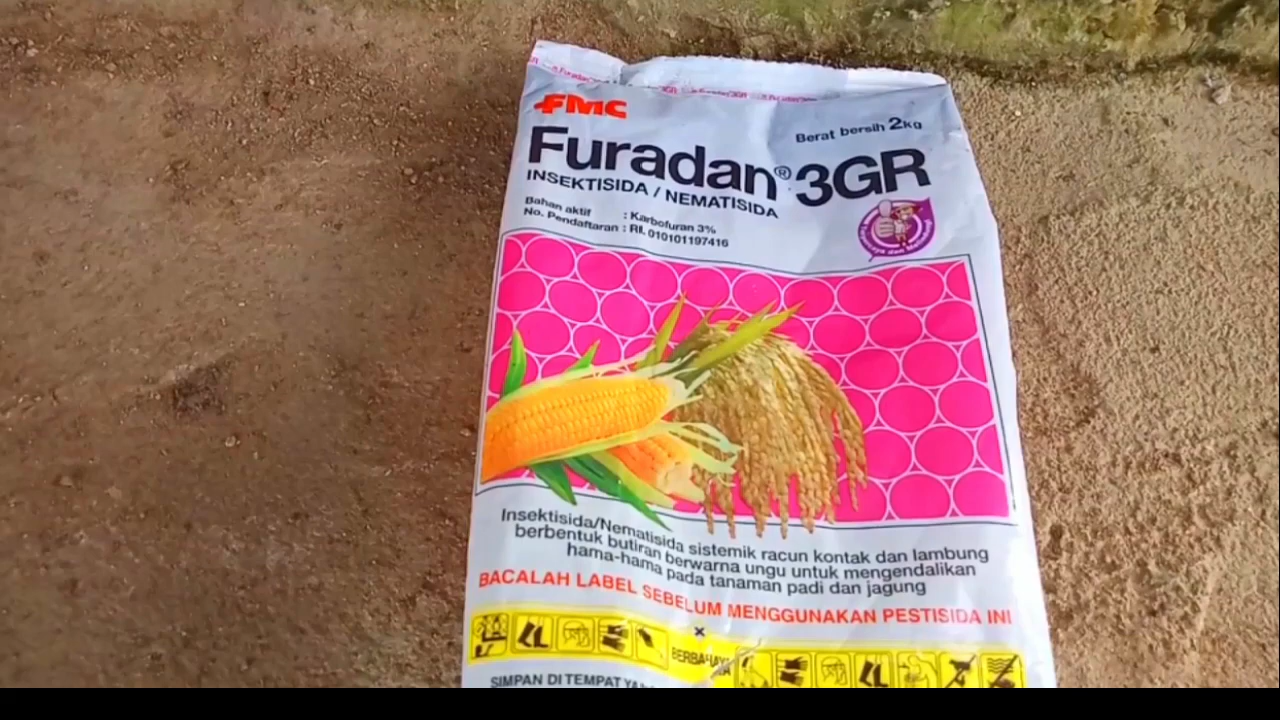 FMC
Berat bersih 2KG
Furadan® 3GR
INSEKTISIDA / NEMATISIDA
Bahan aktif : Karbofuran 3%
No. Pendaftaran : RI. 010101197416
Insektisida/Nematisida sistemik racun kontak dan lambung
berbentuk butiran berwarna ungu untuk mengendalikan
hama-hama pada tanaman padi dan jagung
BACALAH LABEL SEBELUM MENGGUNAKAN PESTISIDA INI
BERBAHAYA
SIMPAN DI TEMPAT